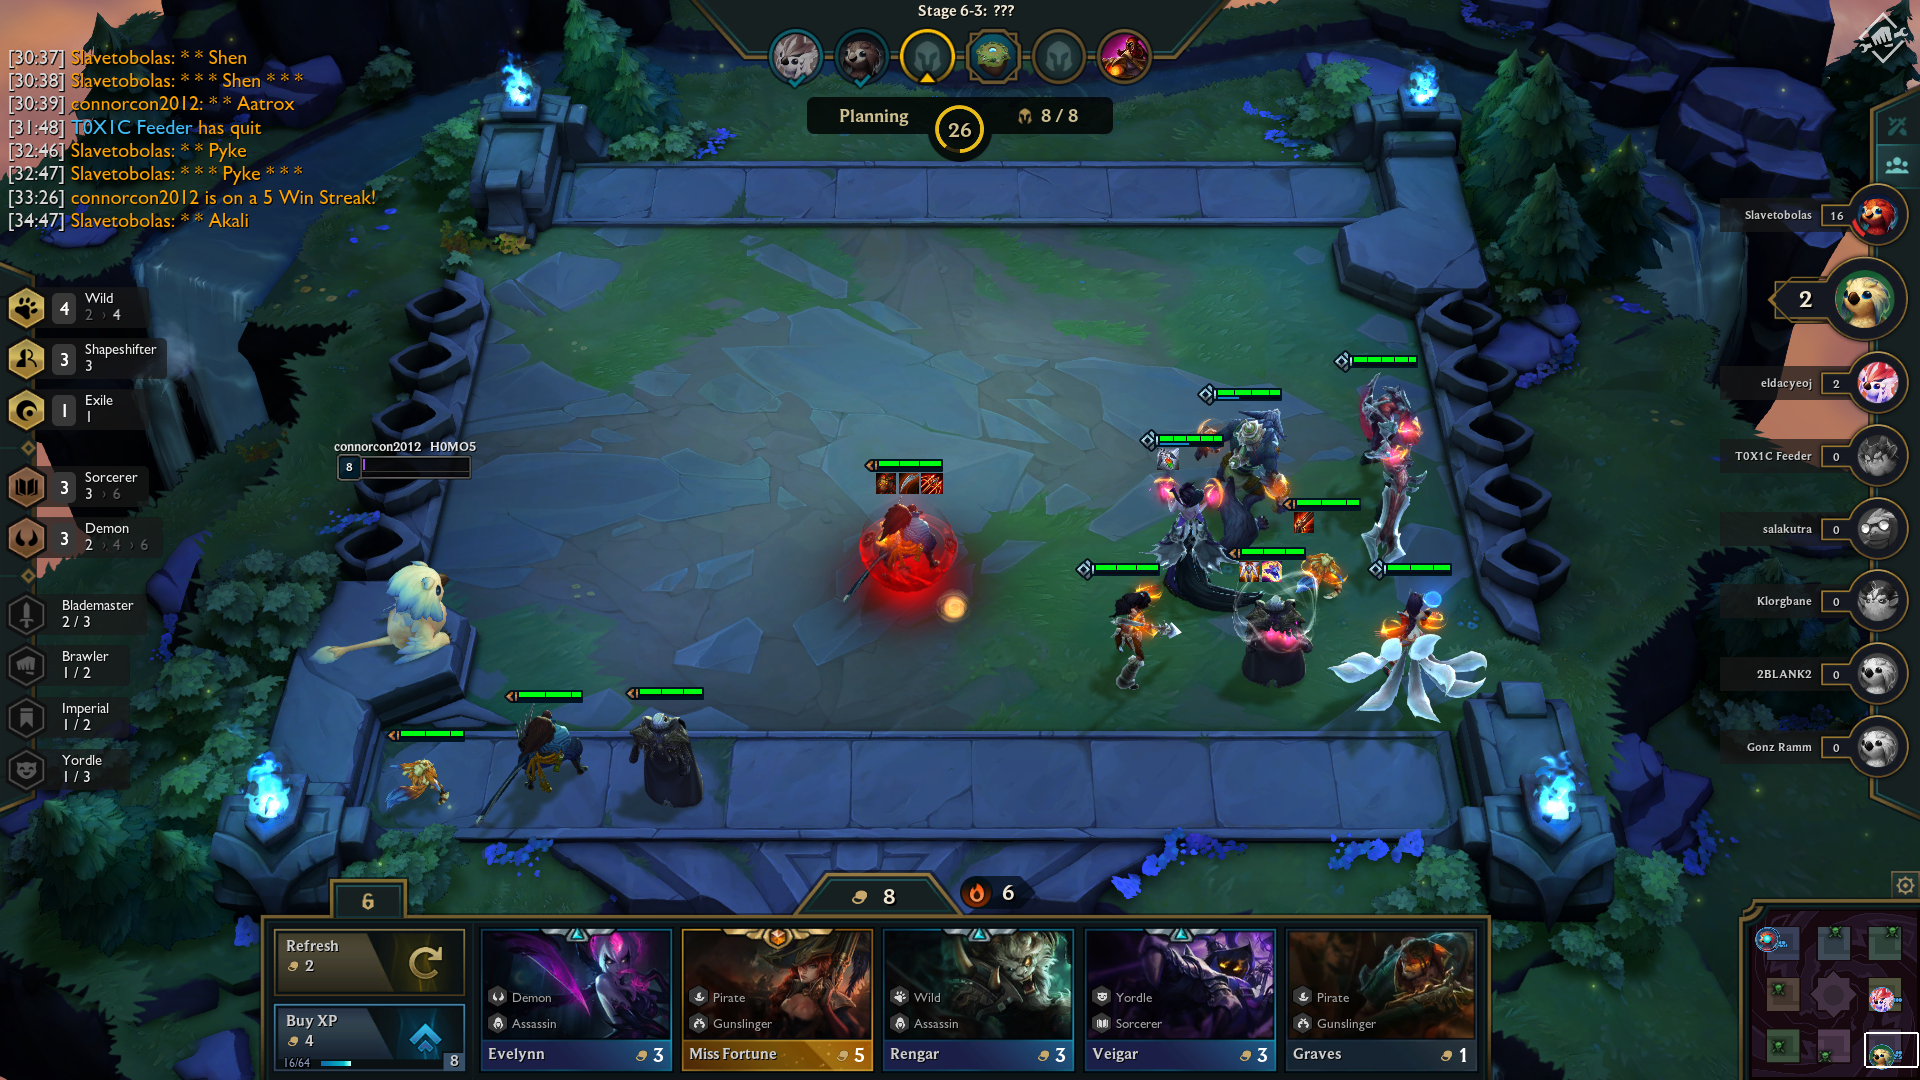 Stage 6-3: ???
Planning
26
8 / 8
[30:37] Slavetobolas: * * Shen
[30:38] Slavetobolas: * * * Shen * * *
[30:39] connorcon2012: * * Aatrox
[31:48] T0X1C Feeder has quit
[32:46] Slavetobolas: * * Pyke
[32:47] Slavetobolas: * * * Pyke * * *
[33:26] connorcon2012 is on a 5 Win Streak!
[34:47] Slavetobolas: * * Akali
4 Wild
2 › 4
3 Shapeshifter
3
1 Exile
1
3 Sorcerer
3 › 6
3 Demon
2 › 4 › 6
Blademaster
2 / 3
Brawler
1 / 2
Imperial
1 / 2
Yordle
1 / 3
connorcon2012 H0MO5
8
Slavetobolas 16
2
eldacyeoj 2
T0X1C Feeder 0
salakutra 0
Klorgbane 0
2BLANK2 0
Gonz Ramm 0
6
8
6
Refresh
2
Buy XP
4
16/64
8
Demon
Assassin
Evelynn 3
Pirate
Gunslinger
Miss Fortune 5
Wild
Assassin
Rengar 3
Yordle
Sorcerer
Veigar 3
Pirate
Gunslinger
Graves 1